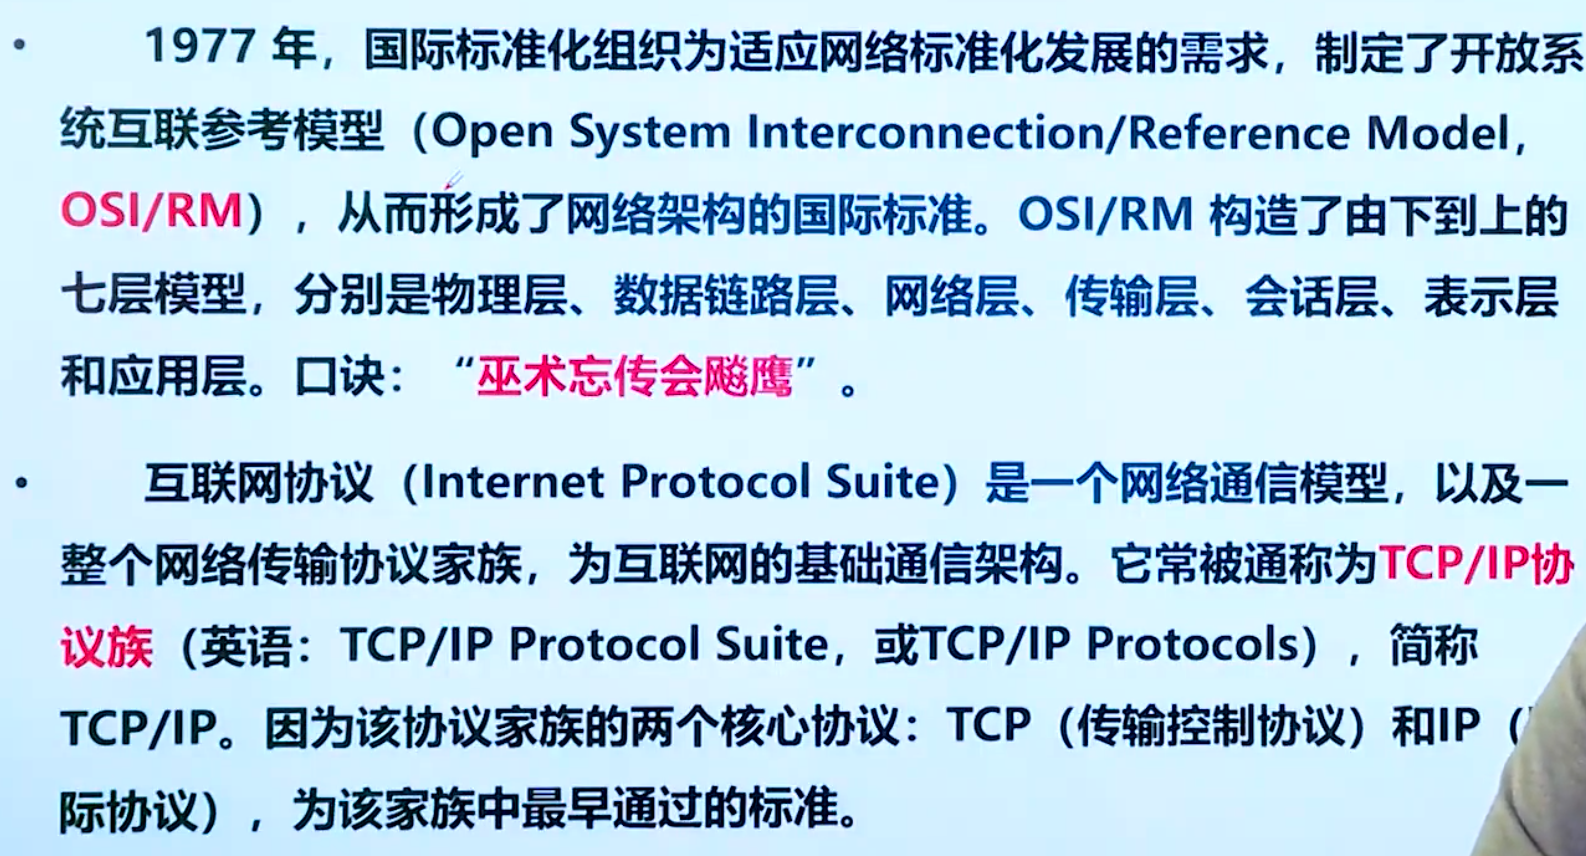 • 1977 年，国际标准化组织为适应网络标准化发展的需求，制定了开放系
统互联参考模型（Open System Interconnection/Reference Model，
OSI/RM），从而形成了网络架构的国际标准。OSI/RM 构造了由下到上的
七层模型，分别是物理层、数据链路层、网络层、传输层、会话层、表示层
和应用层。口诀：“巫术忘传会飚鹰”。
• 互联网协议（Internet Protocol Suite）是一个网络通信模型，以及一
整个网络传输协议家族，为互联网的基础通信架构。它常被通称为TCP/IP协
议族（英语：TCP/IP Protocol Suite，或TCP/IP Protocols），简称
TCP/IP。因为该协议家族的两个核心协议：TCP（传输控制协议）和IP（
际协议），为该家族中最早通过的标准。